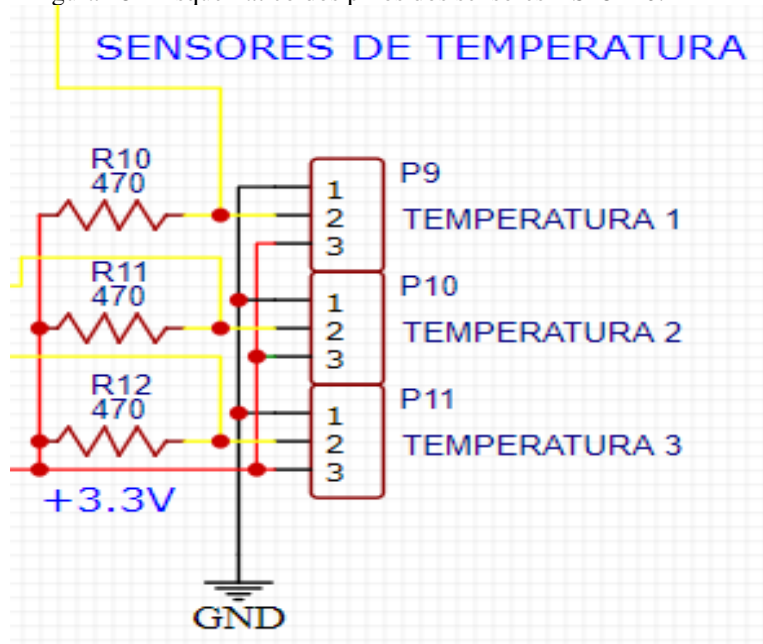 SENSORES DE TEMPERATURA
R10
470
1
2
3
P9
TEMPERATURA 1
R11
470
1
2
3
P10
TEMPERATURA 2
R12
470
1
2
3
P11
TEMPERATURA 3
+3.3V
GND